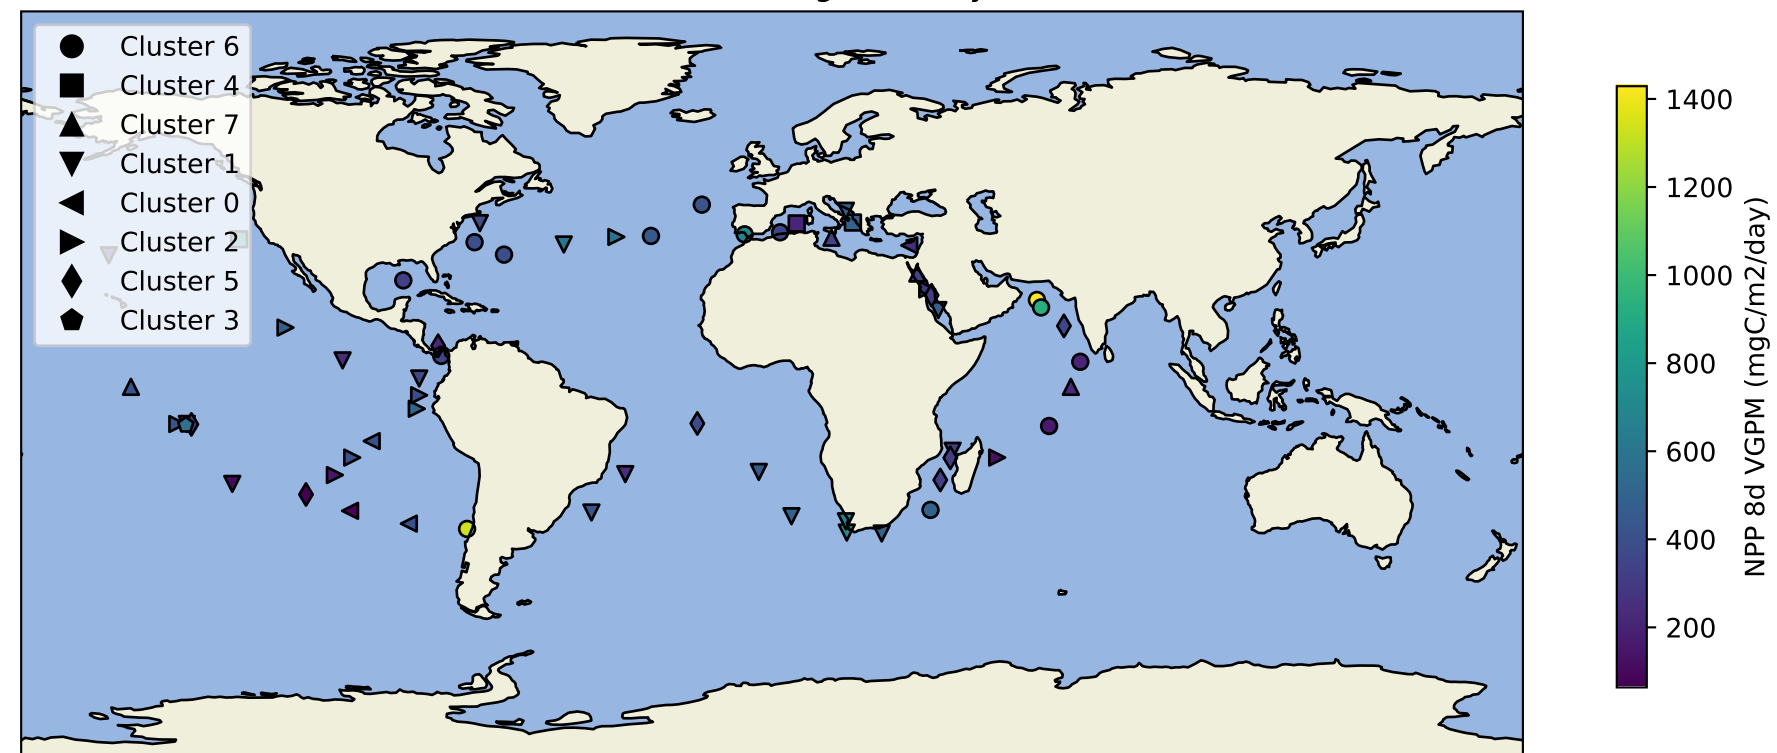 Cluster 6
Cluster 4
Cluster 7
Cluster 1
Cluster 0
Cluster 2
Cluster 5
Cluster 3
1400
1200
1000
800
600
400
200
NPP 8d VGPM (mgC/m2/day)